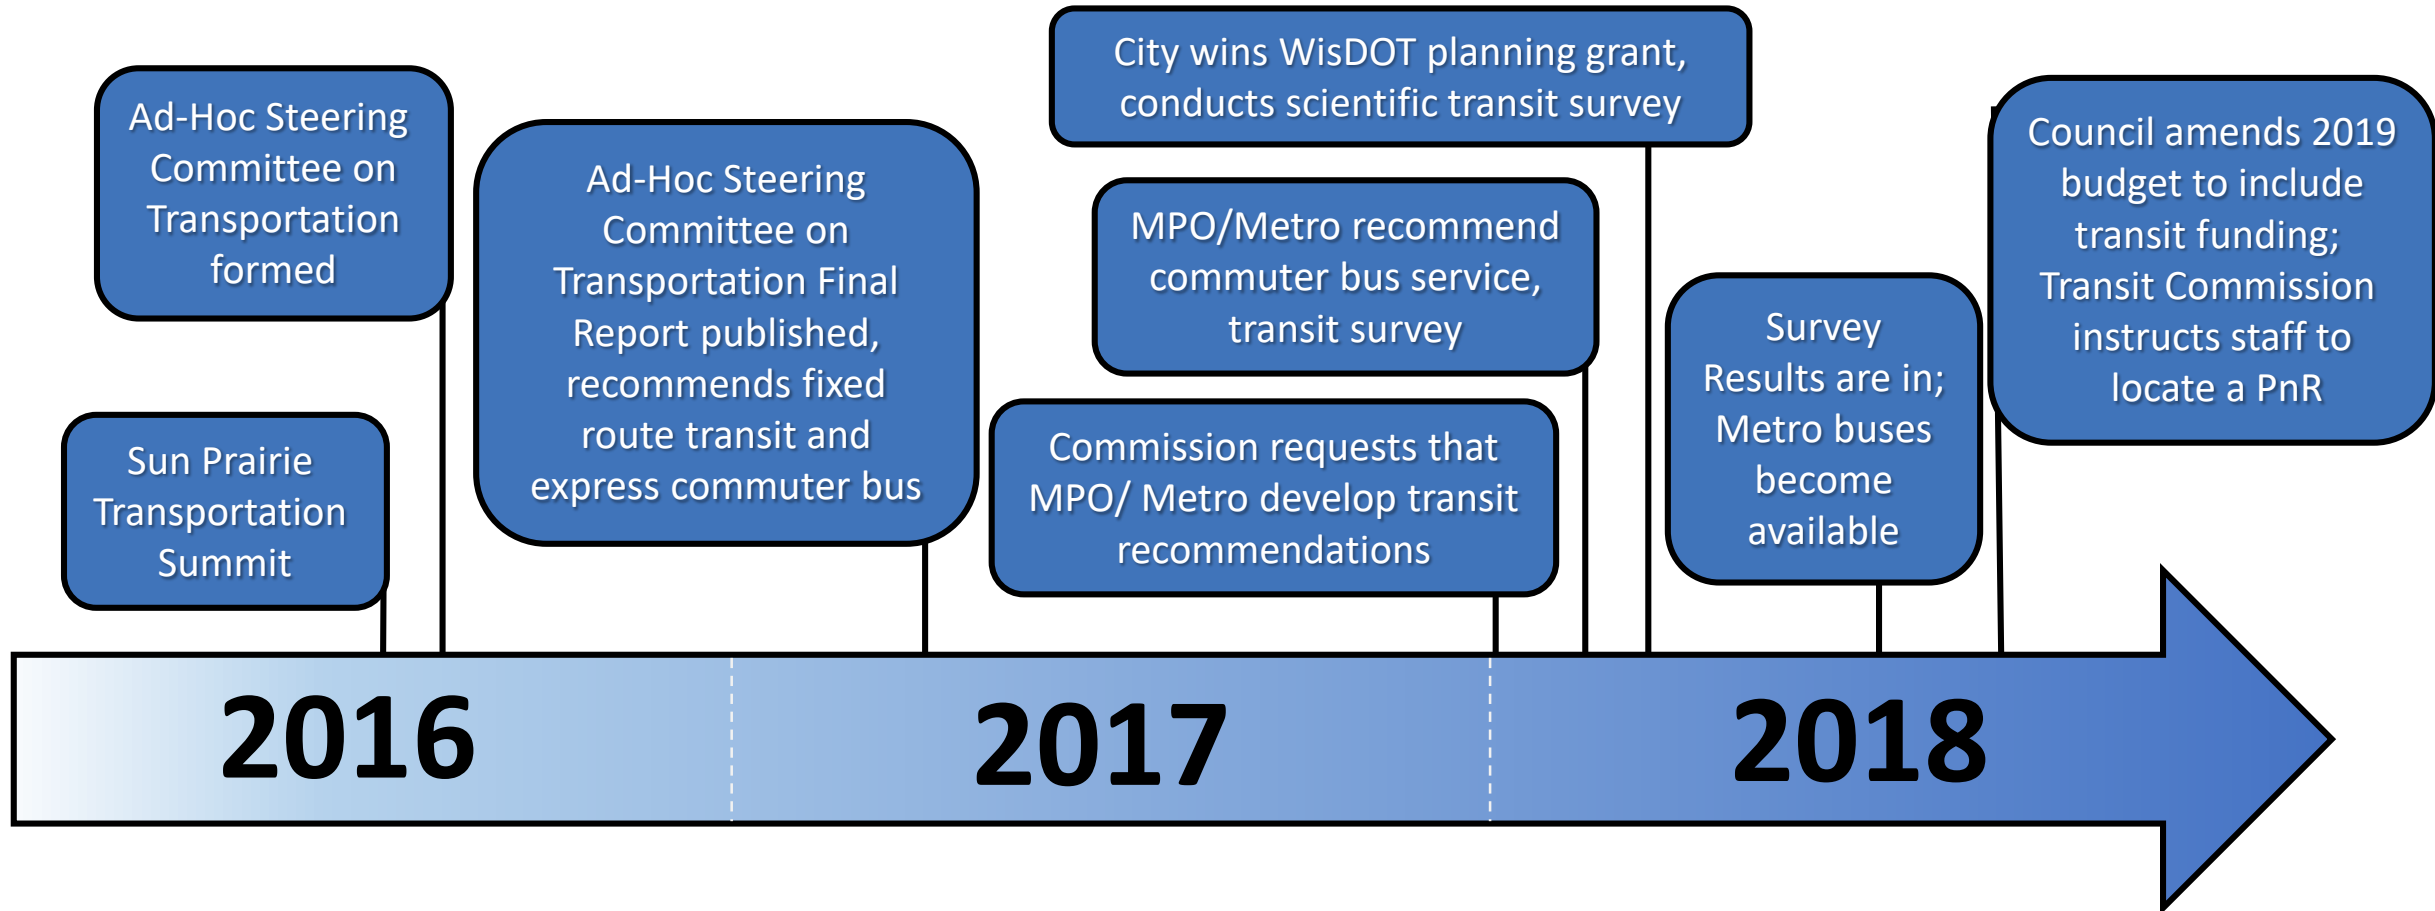 Ad-Hoc Steering
Committee on
Transportation
formed
Sun Prairie
Transportation
Summit
Ad-Hoc Steering
Committee on
Transportation Final
Report published,
recommends fixed
route transit and
express commuter bus
City wins WisDOT planning grant,
conducts scientific transit survey
MPO/Metro recommend
commuter bus service,
transit survey
Commission requests that
MPO/ Metro develop transit
recommendations
Survey
Results are in;
Metro buses
become
available
Council amends 2019
budget to include
transit funding;
Transit Commission
instructs staff to
locate a PnR
2016
2017
2018